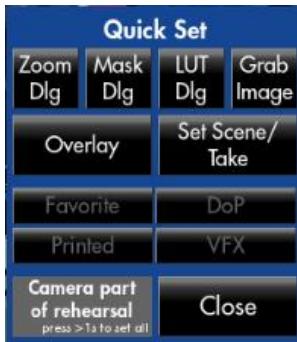 Quick Set
Zoom Mask LUT Grab
Dlg Dlg Dlg Image
Overlay Set Scene/
Take
Favorite DoP
Printed VFX
Camera part
of rehearsal Close
press >1s to set all